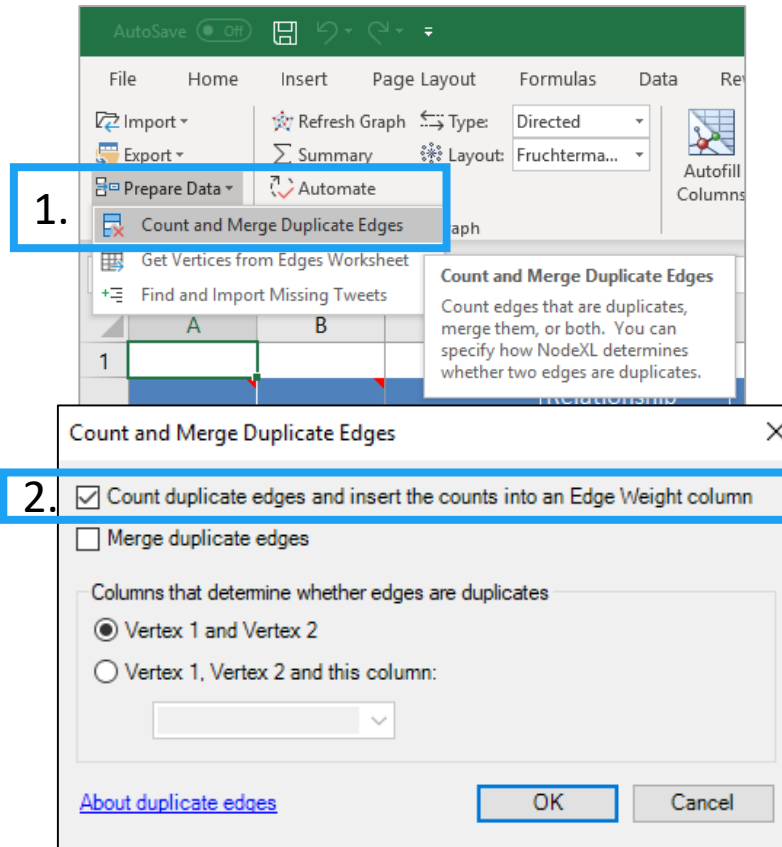 AutoSave Off
File Home Insert Page Layout Formulas Data Re
Import Refresh Graph Type: Directed
Export Summary Layout: Fruchterma...
Autofill
Columns
1. Prepare Data Automate
Count and Merge Duplicate Edges aph
Get Vertices from Edges Worksheet
Find and Import Missing Tweets
Count and Merge Duplicate Edges
Count edges that are duplicates,
merge them, or both. You can
specify how NodeXL determines
whether two edges are duplicates.
A B
1
Relationship
Count and Merge Duplicate Edges
2. Count duplicate edges and insert the counts into an Edge Weight column
Merge duplicate edges
Columns that determine whether edges are duplicates
Vertex 1 and Vertex 2
Vertex 1, Vertex 2 and this column:
About duplicate edges OK Cancel